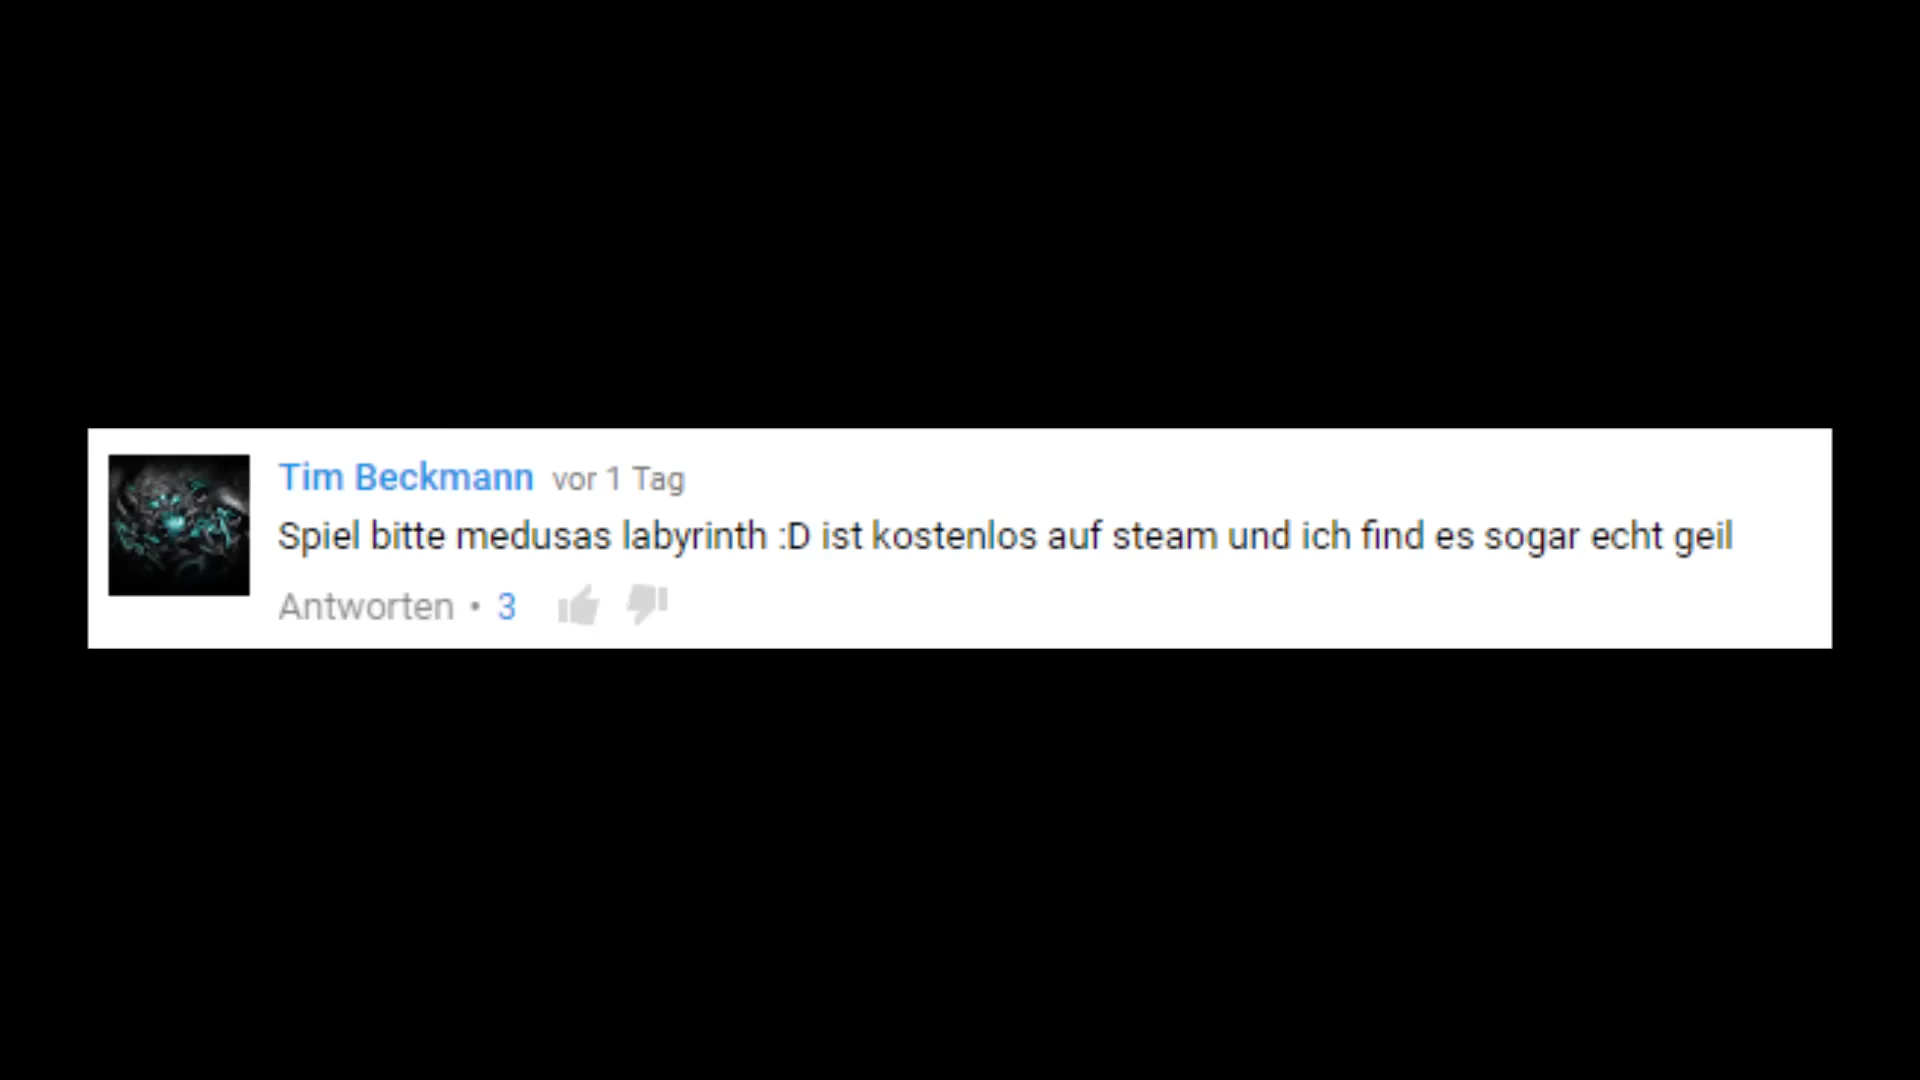 Tim Beckmann vor 1 Tag
Spiel bitte medusas labyrinth :D ist kostenlos auf steam und ich find es sogar echt geil
Antworten • 3